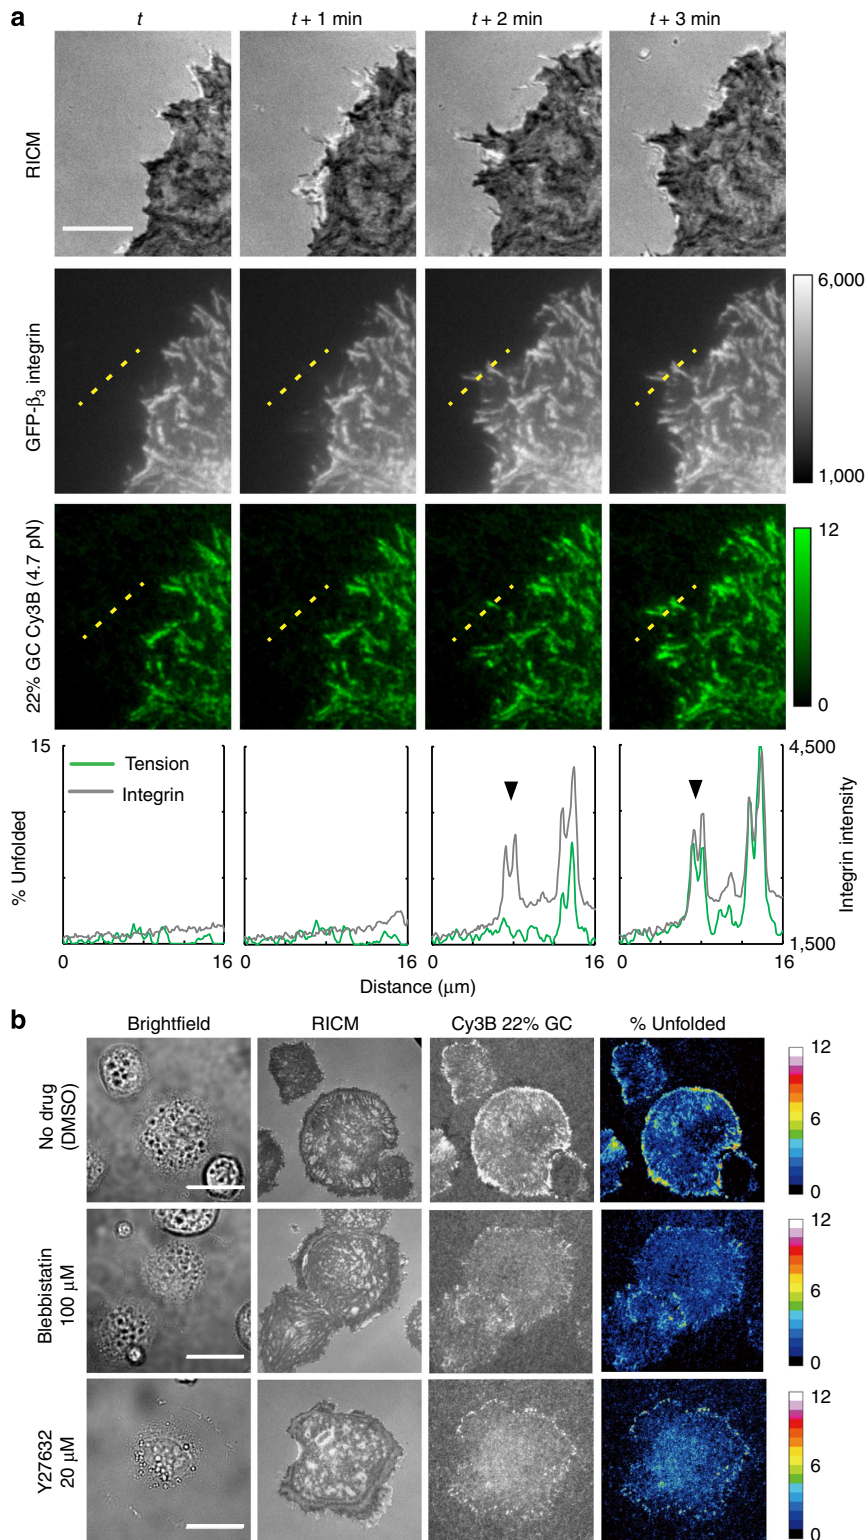 a
t
t + 1 min
t + 2 min
t + 3 min
RICM
GFP-β3 integrin
6,000
1,000
22% GC Cy3B (4.7 pN)
12
0
15
% Unfolded
Tension
Integrin
4,500
Integrin intensity
1,500
0 16 0 16 0 16 0 16
Distance (μm)
b
Brightfield
RICM
Cy3B 22% GC
% Unfolded
No drug
(DMSO)
12
6
0
Blebbistatin
100 μM
12
6
0
Y27632
20 μM
12
6
0